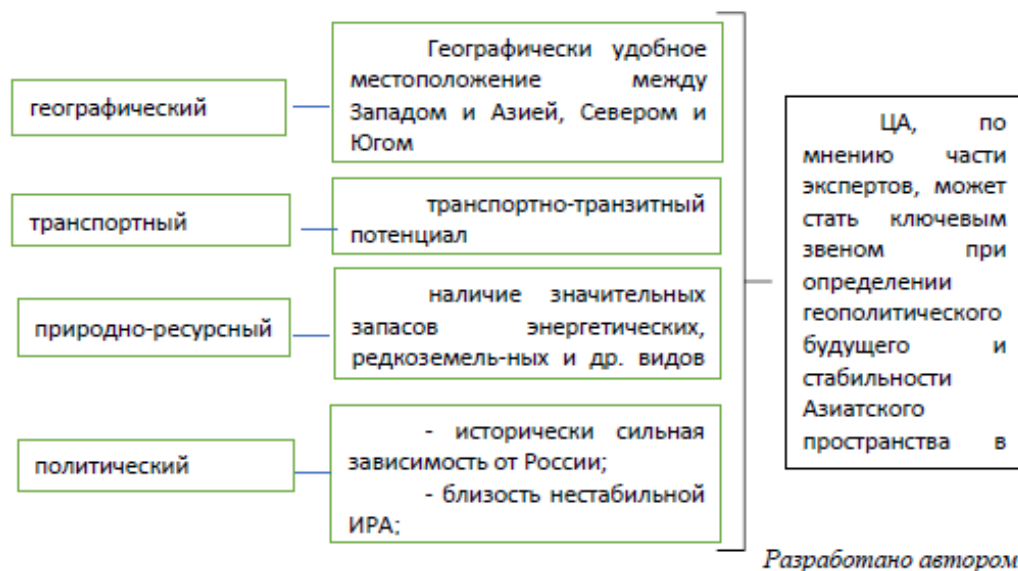 географический
Географически удобное
местоположение между
Западом и Азией, Севером и
Югом
транспортный
транспортно-транзитный
потенциал
природно-ресурсный
наличие значительных
запасов энергетических,
редкоземель-ных и др. видов
политический
- исторически сильная
зависимость от России;
- близость нестабильной
ИРА;
ЦА, по
мнению части
экспертов, может
стать ключевым
звеном при
определении
геополитического
будущего и
стабильности
Азиатского
пространства в
Разработано автором